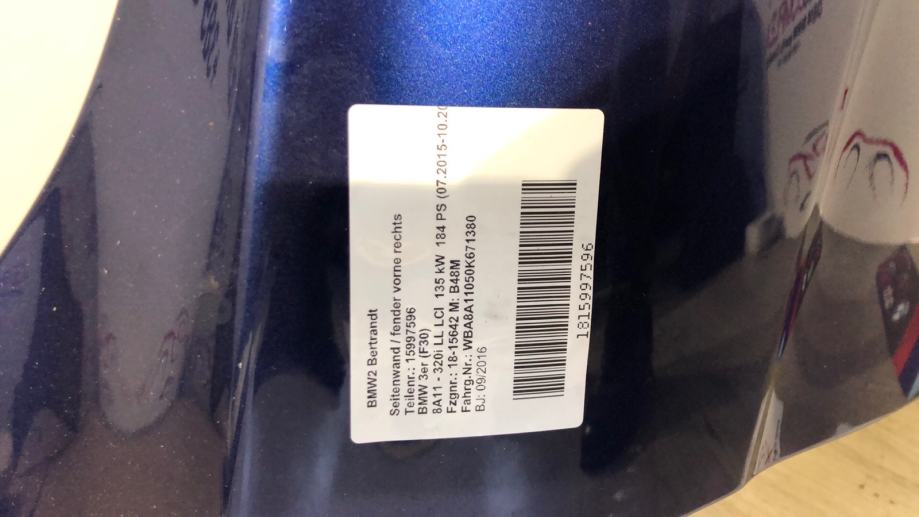 BMW2 Bertrandt
Seitenwand / fender vorne rechts
Teilenr.: 15997596
BMW 3er (F30)
8A11 - 320i LL LCI 135 kW 184 PS (07.2015-10.20
Fzgnr.: 18-15642 M: B48M
Fahrg.Nr.: WBA8A11050K671380
BJ: 09/2016
1815997596